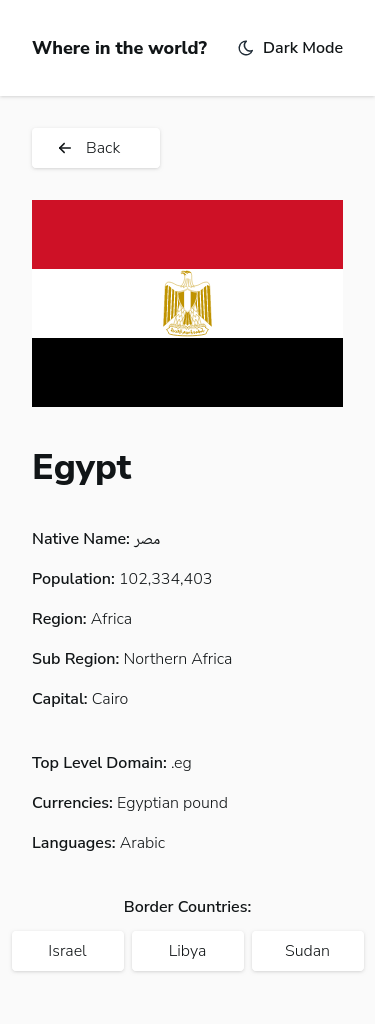 Where in the world?
Dark Mode
Back
Egypt
Native Name: مصر
Population: 102,334,403
Region: Africa
Sub Region: Northern Africa
Capital: Cairo
Top Level Domain: .eg
Currencies: Egyptian pound
Languages: Arabic
Border Countries:
Israel
Libya
Sudan